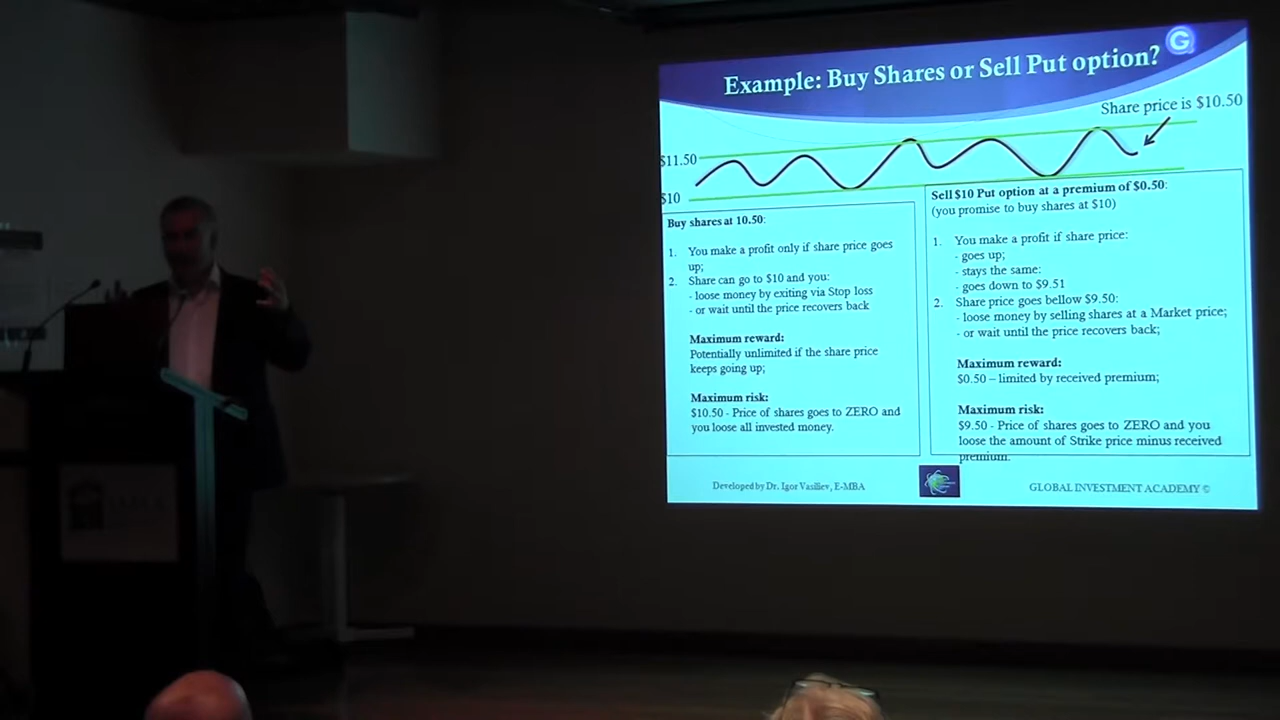 G
Example: Buy Shares or Sell Put option?
Share price is $10.50
$11.50
$10
Buy shares at 10.50:
1. You make a profit only if share price goes
up;
2. Share can go to $10 and you:
- loose money by exiting via Stop loss
- or wait until the price recovers back
Maximum reward:
Potentially unlimited if the share price
keeps going up;
Maximum risk:
$10.50 - Price of shares goes to ZERO and
you loose all invested money.
Sell $10 Put option at a premium of $0.50:
(you promise to buy shares at $10)
1. You make a profit if share price:
- goes up;
- stays the same:
- goes down to $9.51
2. Share price goes bellow $9.50:
- loose money by selling shares at a Market price;
- or wait until the price recovers back;
Maximum reward:
$0.50 – limited by received premium;
Maximum risk:
$9.50 - Price of shares goes to ZERO and you
loose the amount of Strike price minus received
premium.
Developed by Dr. Igor Vasiliev, E-MBA
GLOBAL INVESTMENT ACADEMY ©